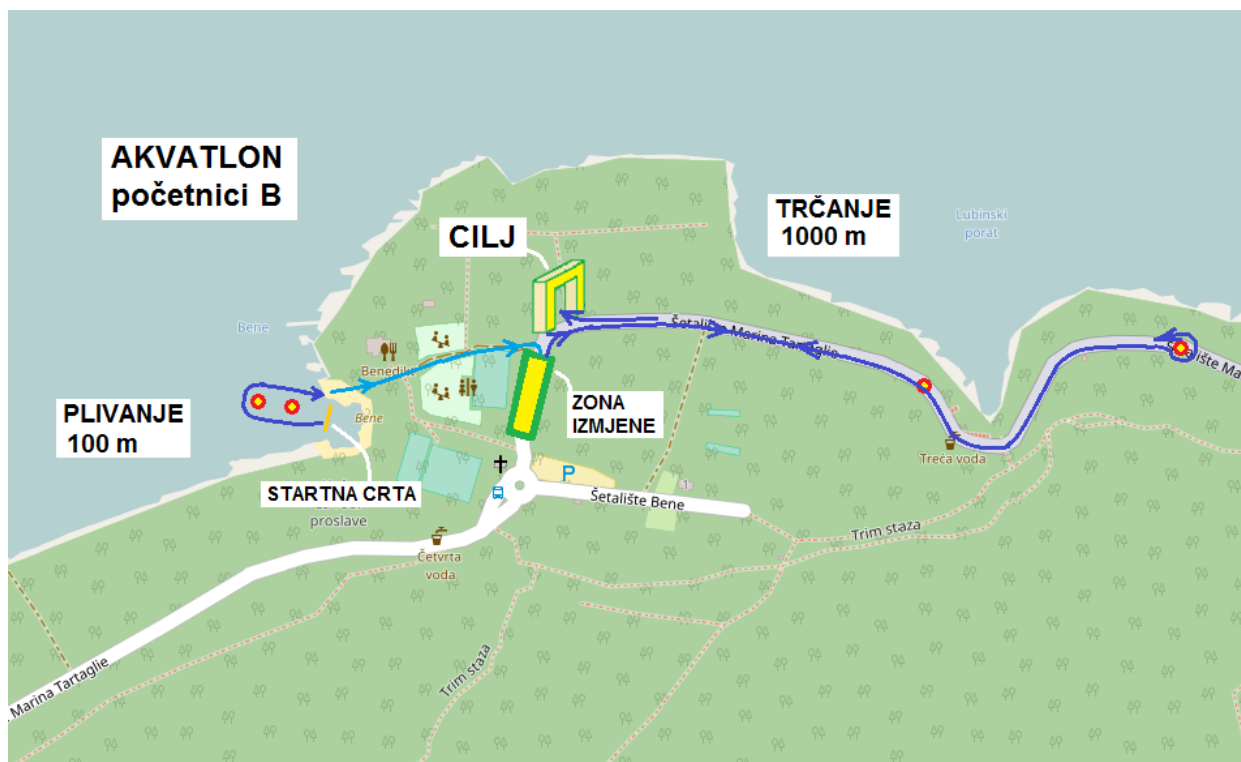 AKVATLON
početnici B
CILJ
TRČANJE
1000 m
Lubinski
porat
Bene
Šetalište Marina Tartaglie
Šetalište Ma
Benedikt
Bene
PLIVANJE
100 m
ZONA
IZMJENE
Treća voda
STARTNA CRTA
proslave
P
Šetalište Bene
1
Trim staza
Četvrta
voda
Trim staza
Marina Tartaglie